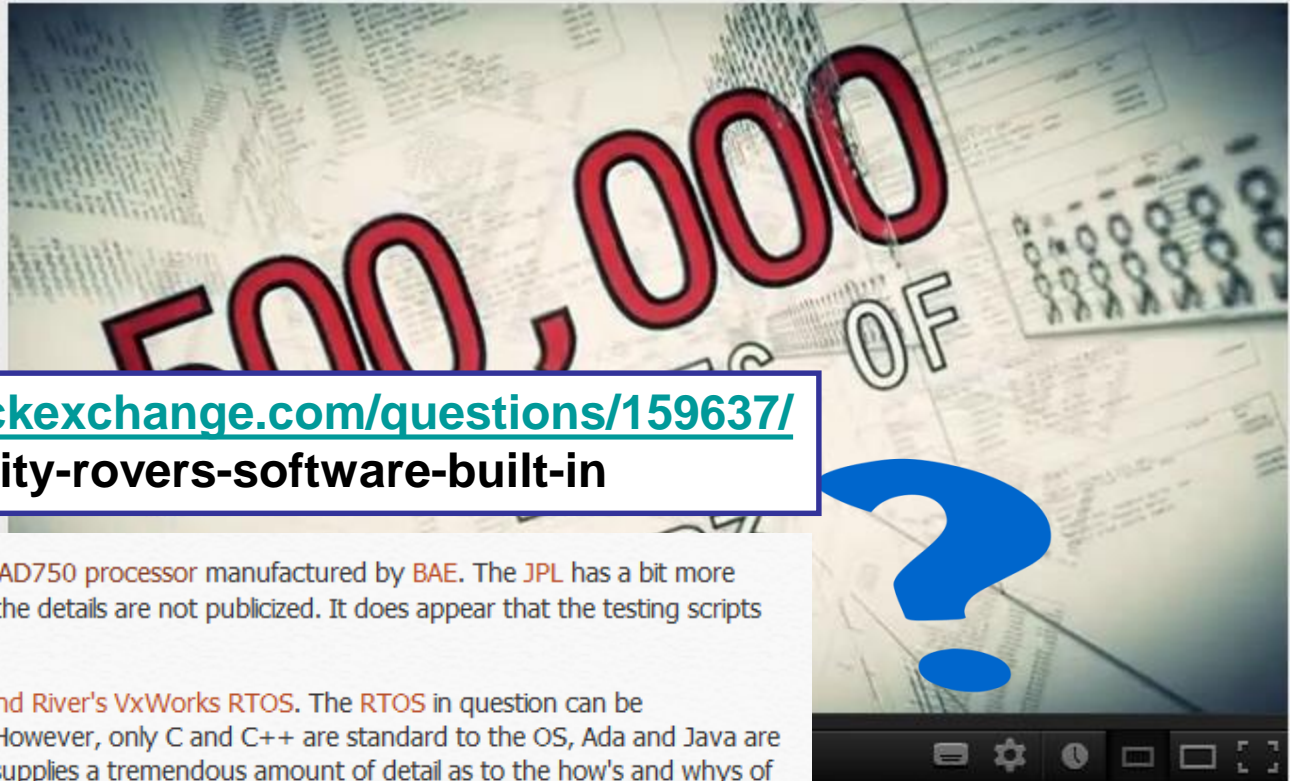 500,000
OF
ckexchange.com/questions/159637/
ity-rovers-software-built-in
AD750 processor manufactured by BAE. The JPL has a bit more
the details are not publicized. It does appear that the testing scripts
nd River's VxWorks RTOS. The RTOS in question can be
However, only C and C++ are standard to the OS, Ada and Java are
supplies a tremendous amount of detail as to the how's and whys of
?